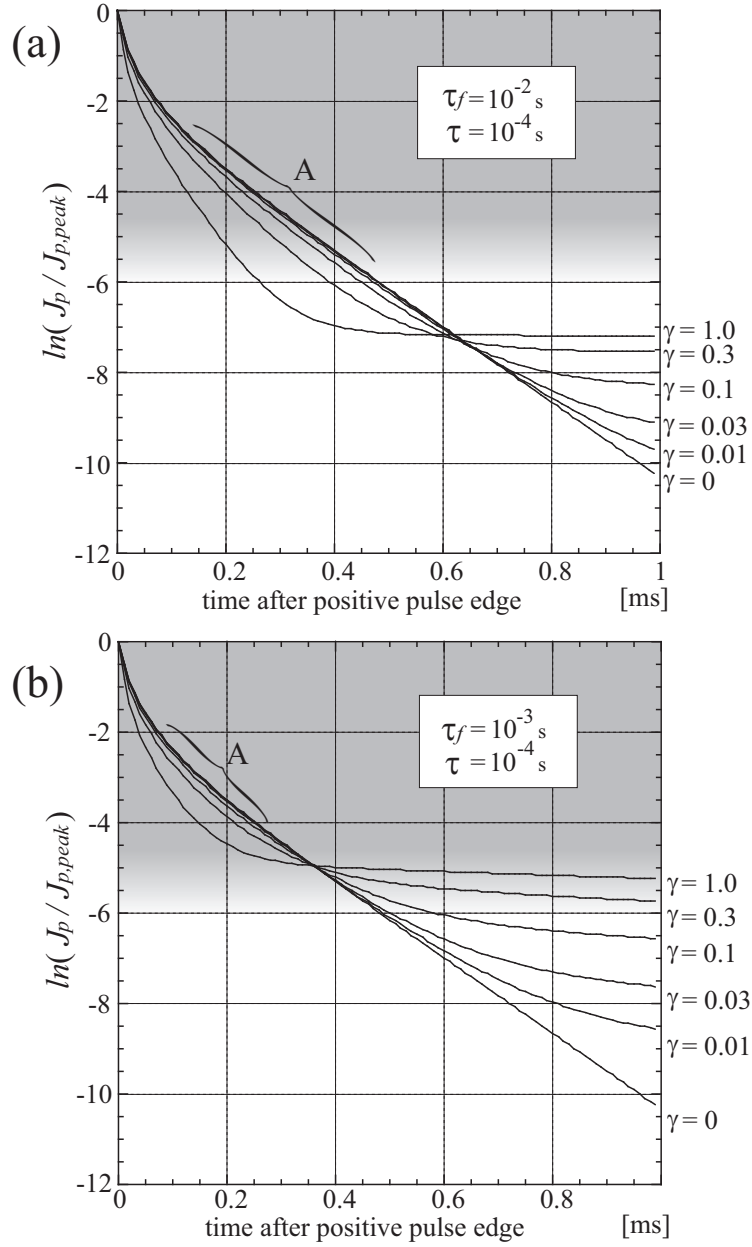 (a)
τf = 10-2 s
τ = 10-4 s
A
ln( Jp / Jp,peak)
0
-2
-4
-6
-8
-10
-12
γ = 1.0
γ = 0.3
γ = 0.1
γ = 0.03
γ = 0.01
γ = 0
0 0.2 0.4 0.6 0.8 1
time after positive pulse edge [ms]
(b)
τf = 10-3 s
τ = 10-4 s
A
ln( Jp / Jp,peak)
0
-2
-4
-6
-8
-10
-12
γ = 1.0
γ = 0.3
γ = 0.1
γ = 0.03
γ = 0.01
γ = 0
0 0.2 0.4 0.6 0.8 1
time after positive pulse edge [ms]